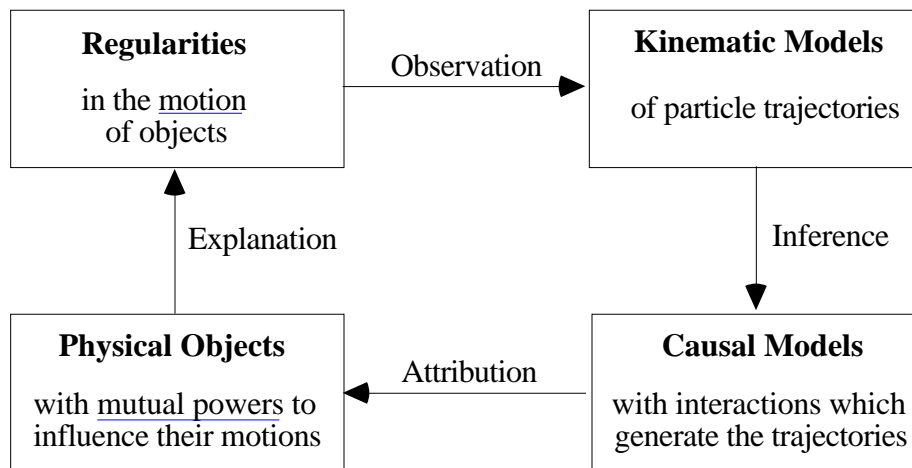 Regularities
in the motion
of objects
Observation
Kinematic Models
of particle trajectories
Explanation
Inference
Physical Objects
with mutual powers to
influence their motions
Attribution
Causal Models
with interactions which
generate the trajectories